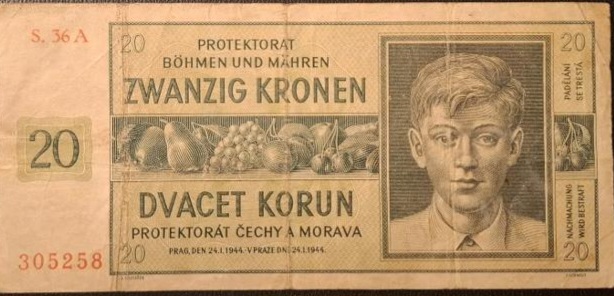 S. 36 A
20
PROTEKTORAT
BÖHMEN UND MÄHREN
ZWANZIG KRONEN
20
DVACET KORUN
PROTEKTORÁT ČECHY A MORAVA
PRAG, DEN 24.I.1944. V PRAZE DNE 24.I.1944.
305258
20
20
PADĚLÁNÍ
SE TRESTÁ
NACHMACHUNG
WIRD BESTRAFT
20